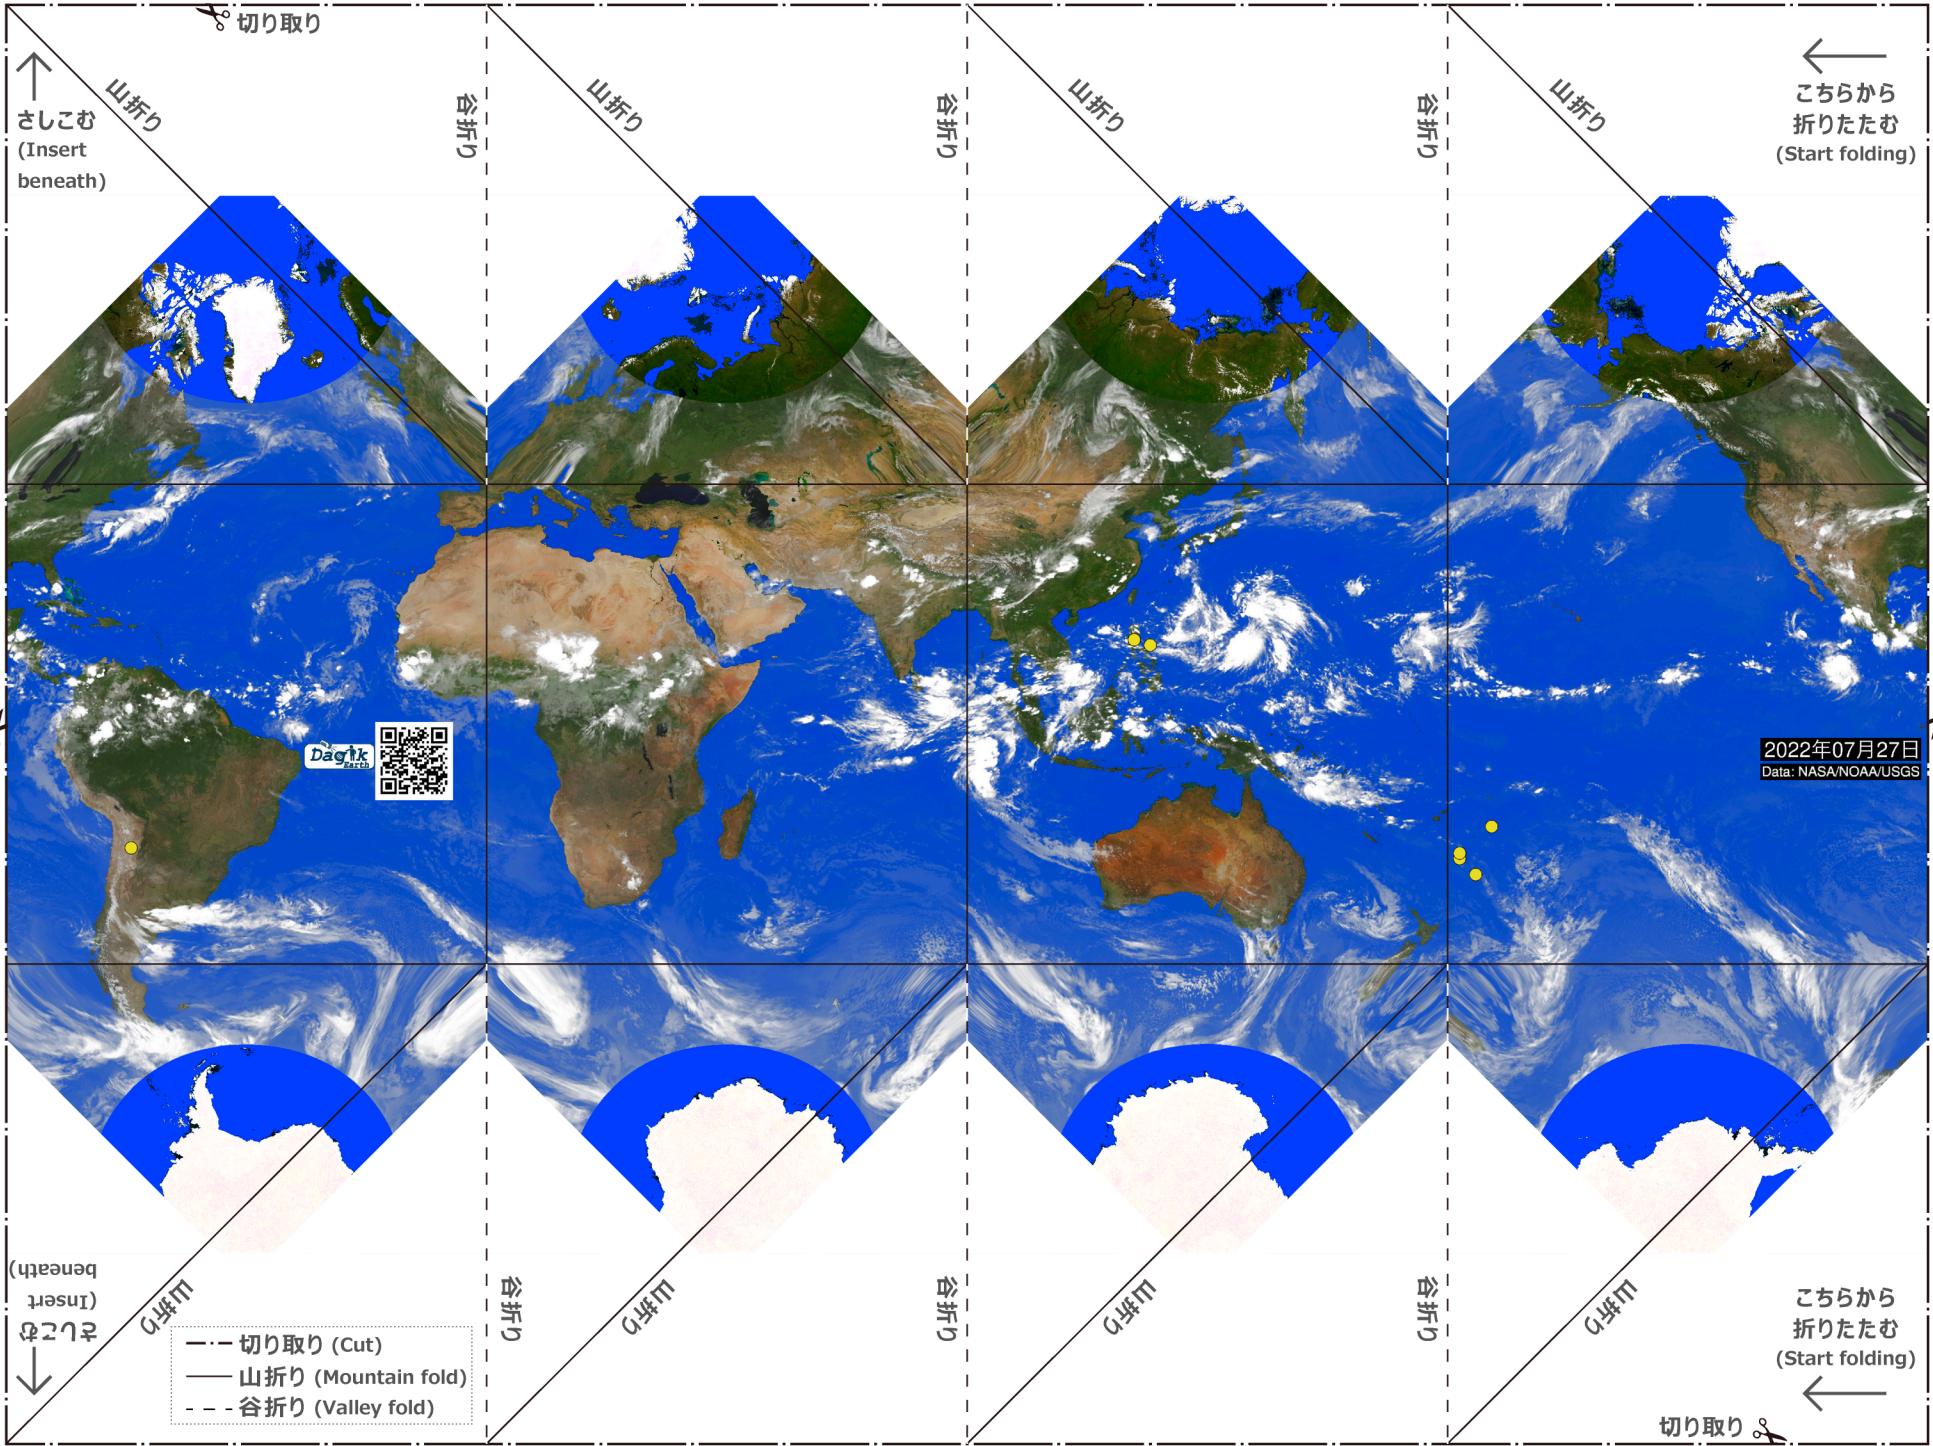 切り取り
さしこむ
(Insert
beneath)
山折り
谷折り
山折り
谷折り
山折り
谷折り
山折り
こちらから
折りたたむ
(Start folding)
Dagik
Earth
2022年07月27日
Data: NASA/NOAA/USGS
さしこむ
(Insert
beneath)
山折り
谷折り
山折り
谷折り
山折り
谷折り
山折り
こちらから
折りたたむ
(Start folding)
切り取り (Cut)
山折り (Mountain fold)
谷折り (Valley fold)
切り取り